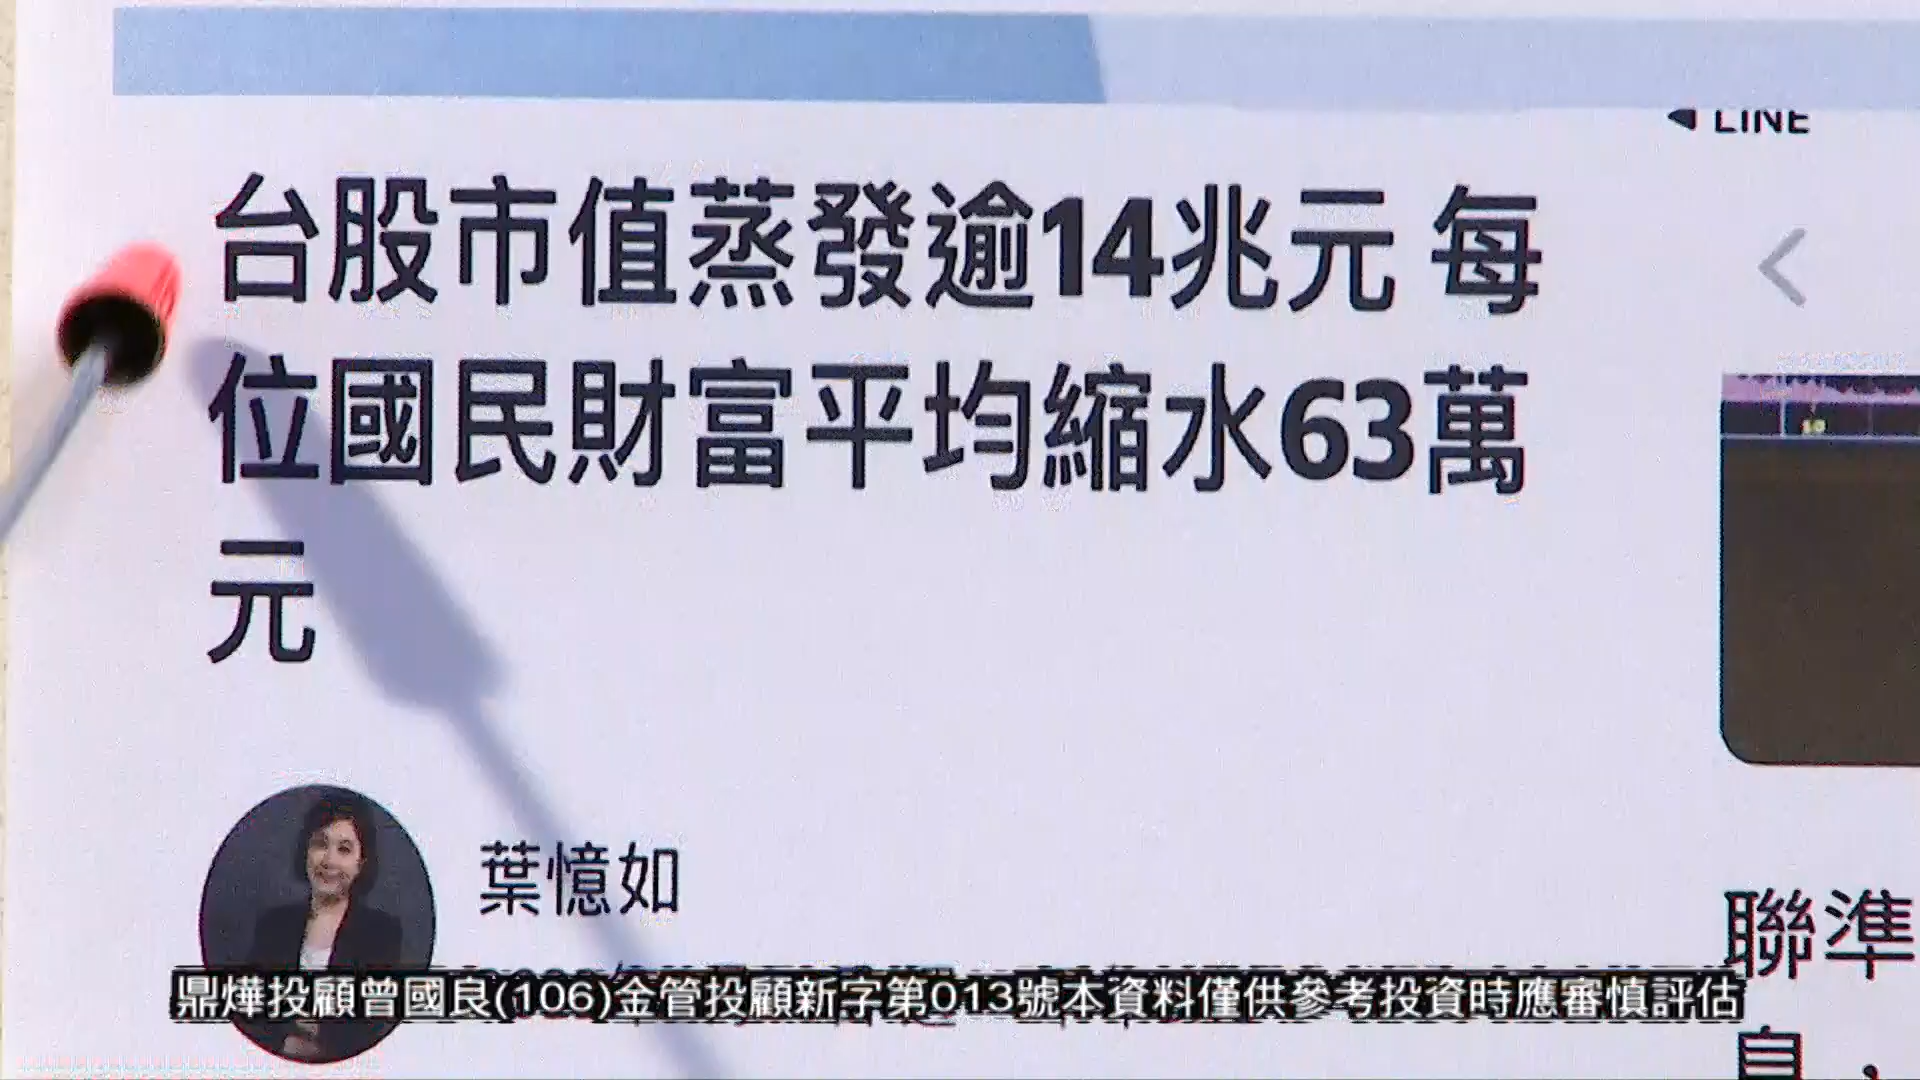 ◀ LINE
台股市值蒸發逾14兆元 每
位國民財富平均縮水63萬
元
葉憶如
聯準
息，
鼎燁投顧曾國良(106)金管投顧新字第013號本資料僅供參考投資時應審慎評估